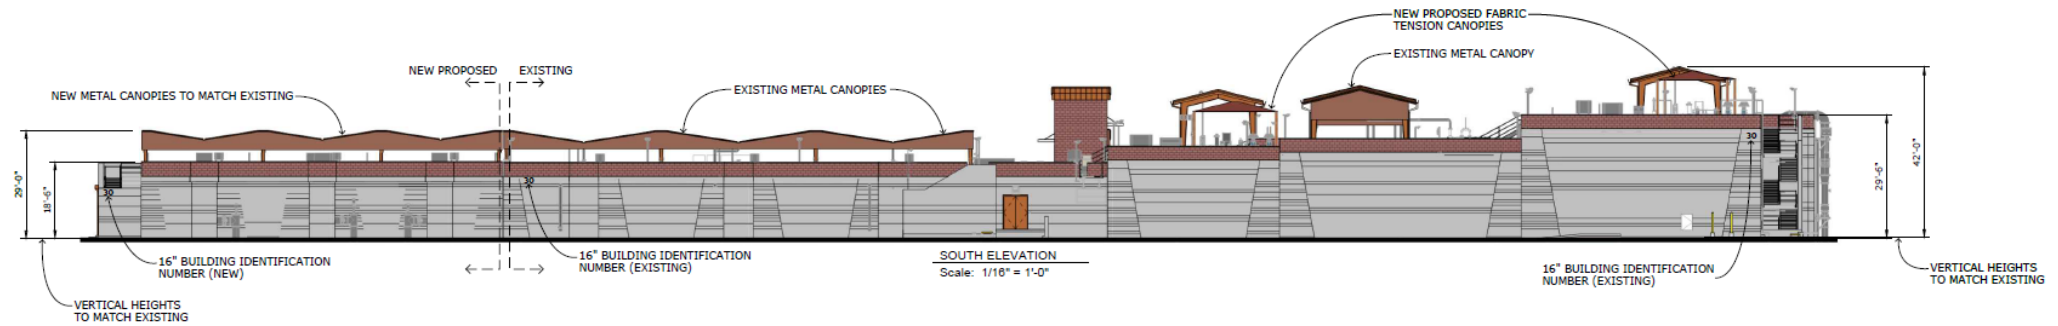 NEW PROPOSED FABRIC
TENSION CANOPIES
EXISTING METAL CANOPY
NEW PROPOSED
EXISTING
NEW METAL CANOPIES TO MATCH EXISTING
EXISTING METAL CANOPIES
29'-0"
18'-6"
30
30
30
29'-6"
42'-0"
16" BUILDING IDENTIFICATION
NUMBER (NEW)
16" BUILDING IDENTIFICATION
NUMBER (EXISTING)
SOUTH ELEVATION
Scale: 1/16" = 1'-0"
16" BUILDING IDENTIFICATION
NUMBER (EXISTING)
VERTICAL HEIGHTS
TO MATCH EXISTING
VERTICAL HEIGHTS
TO MATCH EXISTING